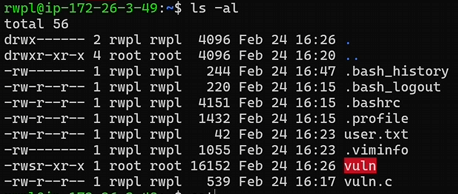 rwpl@ip-172-26-3-49:~$ ls -al
total 56
drwx------ 2 rwpl rwpl  4096 Feb 24 16:26 .
drwxr-xr-x 4 root root  4096 Feb 24 16:20 ..
-rw------- 1 rwpl rwpl   244 Feb 24 16:47 .bash_history
-rw-r--r-- 1 rwpl rwpl   220 Feb 24 16:15 .bash_logout
-rw-r--r-- 1 rwpl rwpl  4151 Feb 24 16:15 .bashrc
-rw-r--r-- 1 rwpl rwpl  1432 Feb 24 16:15 .profile
-rw-r--r-- 1 rwpl rwpl    42 Feb 24 16:23 user.txt
-rw------- 1 rwpl rwpl  1055 Feb 24 16:23 .viminfo
-rwsr-xr-x 1 root root 16152 Feb 24 16:26 vuln
-rw-r--r-- 1 rwpl rwpl   539 Feb 24 16:17 vuln.c